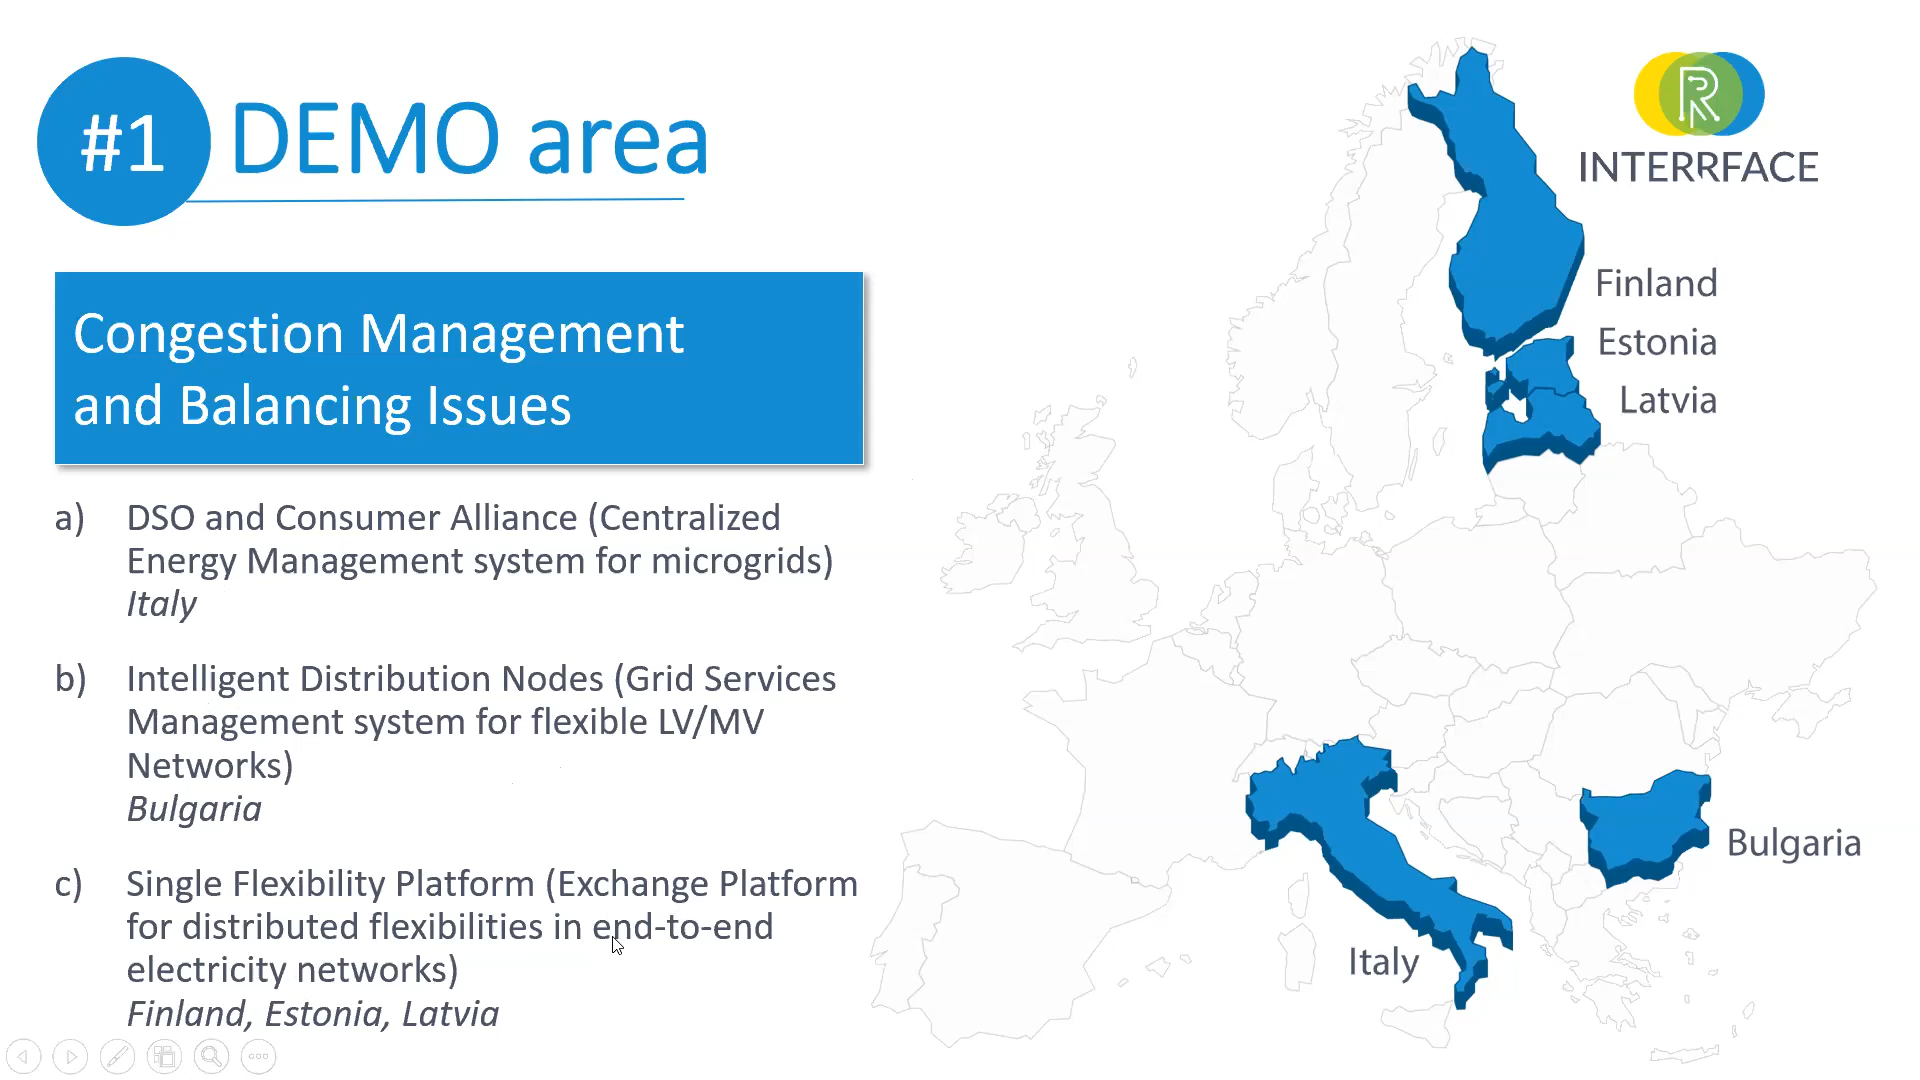 #1 DEMO area
INTERRFACE
Congestion Management
and Balancing Issues
a) DSO and Consumer Alliance (Centralized
Energy Management system for microgrids)
Italy
b) Intelligent Distribution Nodes (Grid Services
Management system for flexible LV/MV
Networks)
Bulgaria
c) Single Flexibility Platform (Exchange Platform
for distributed flexibilities in end-to-end
electricity networks)
Finland, Estonia, Latvia
Finland
Estonia
Latvia
Bulgaria
Italy